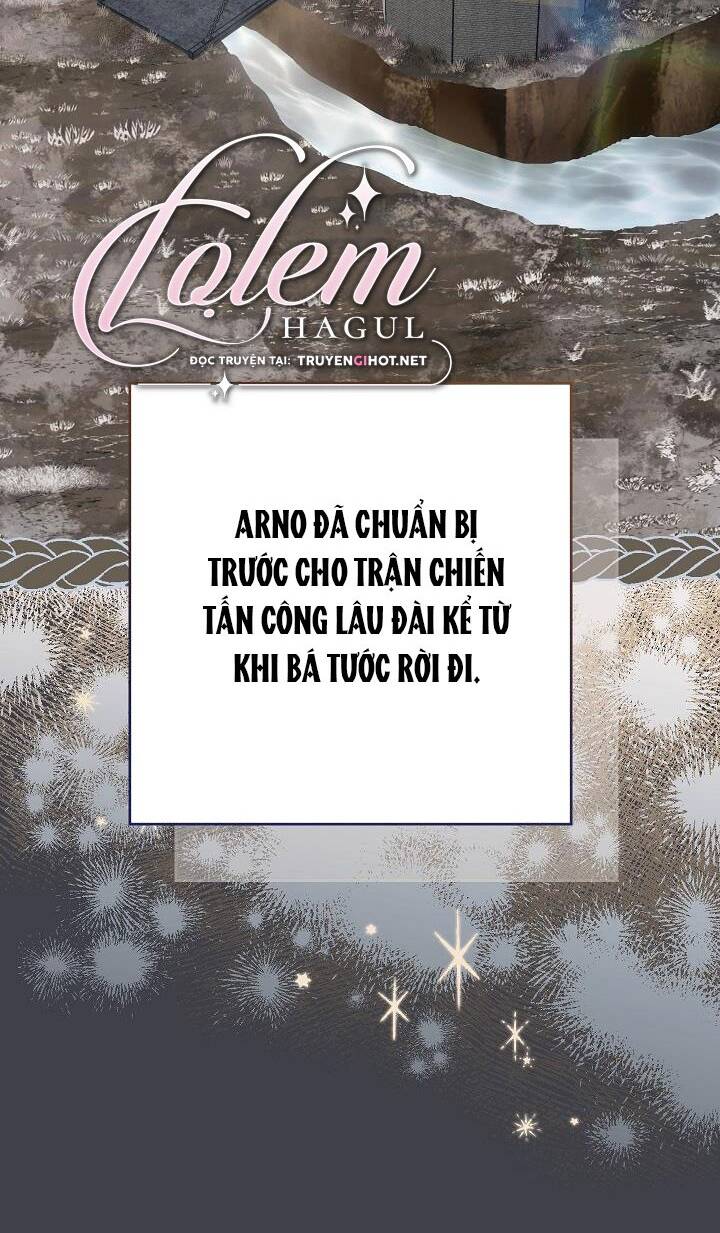 Lọlem
HAGUL
ĐỌC TRUYỆN TẠI: TRUYENGIHOT.NET
ARNO ĐÃ CHUẨN BỊ
TRƯỚC CHO TRẬN CHIẾN
TẤN CÔNG LÂU ĐÀI KỂ TỪ
KHI BÁ TƯỚC RỜI ĐI.